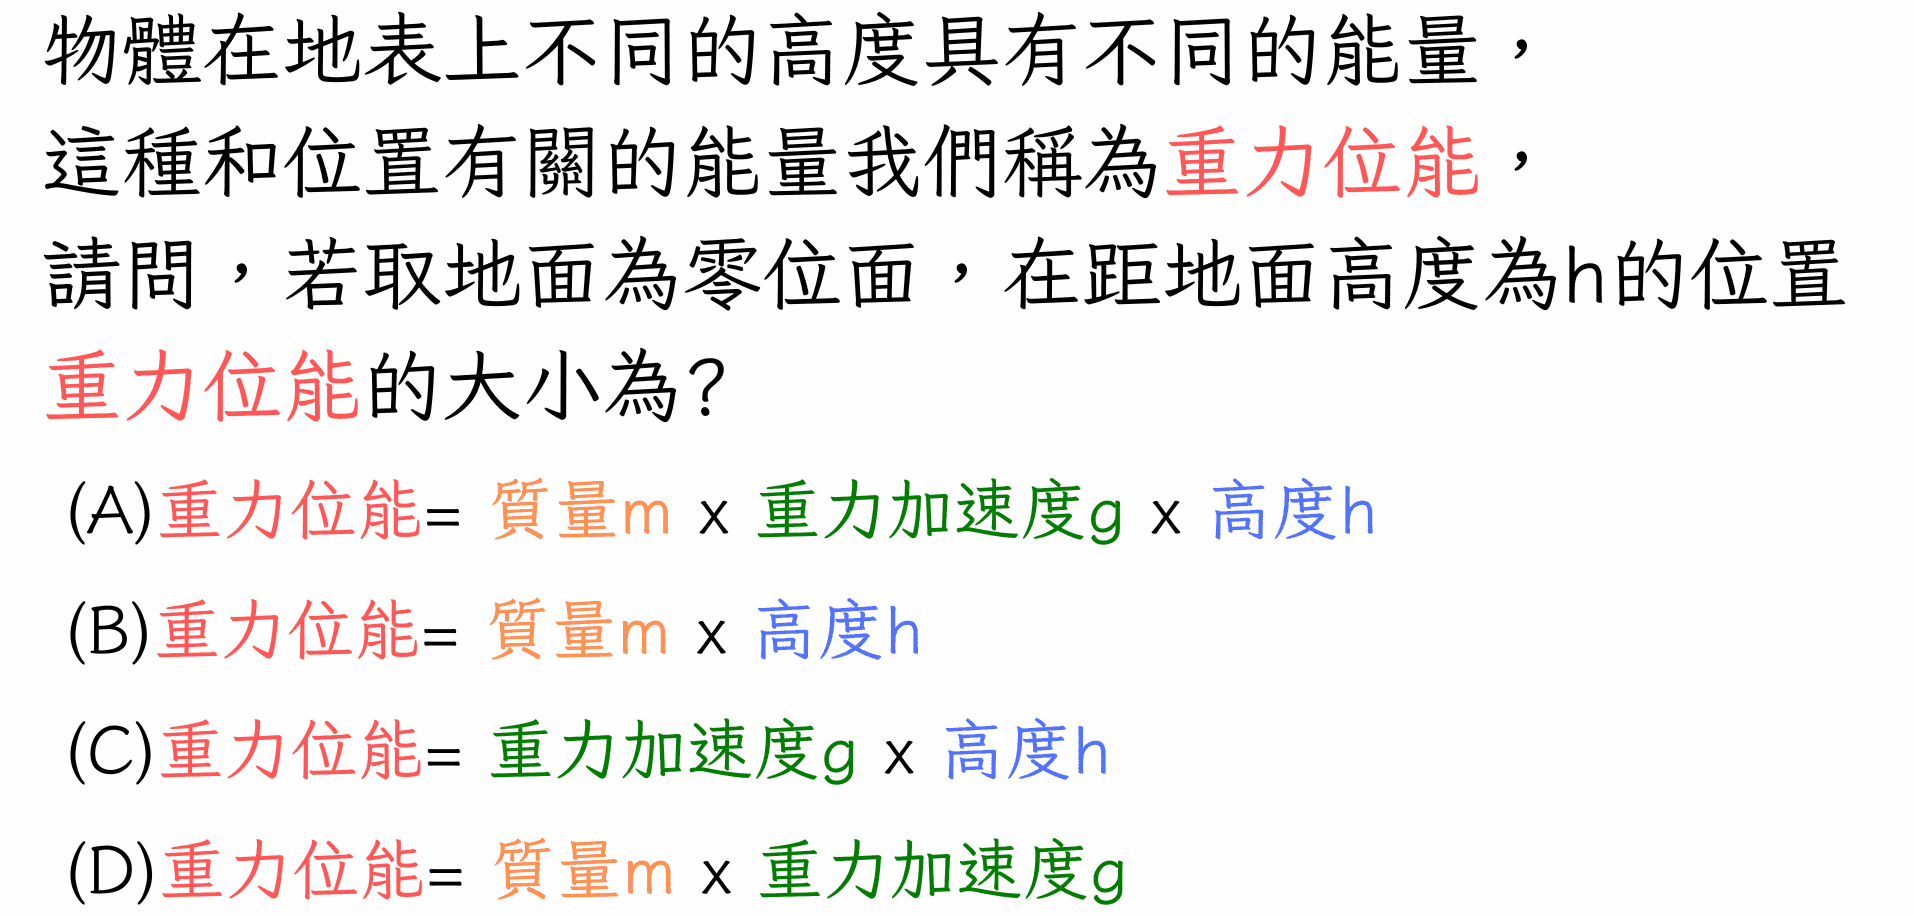 物體在地表上不同的高度具有不同的能量，
這種和位置有關的能量我們稱為重力位能，
請問，若取地面為零位面，在距地面高度為h的位置
重力位能的大小為?
(A)重力位能= 質量m x 重力加速度g x 高度h
(B)重力位能= 質量m x 高度h
(C)重力位能= 重力加速度g x 高度h
(D)重力位能= 質量m x 重力加速度g